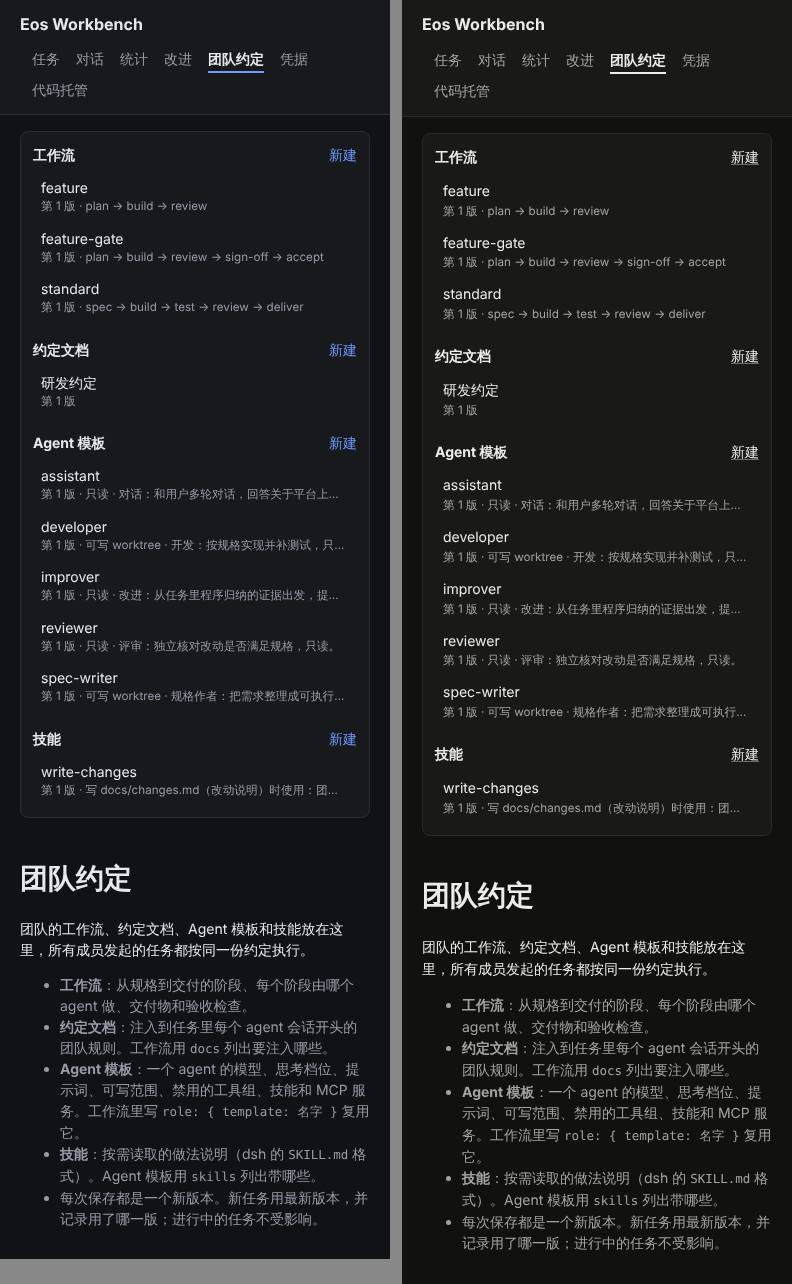 Eos Workbench
任务 对话 统计 改进 团队约定 凭据
代码托管
工作流 新建
feature
第 1 版 · plan → build → review
feature-gate
第 1 版 · plan → build → review → sign-off → accept
standard
第 1 版 · spec → build → test → review → deliver
约定文档 新建
研发约定
第 1 版
Agent 模板 新建
assistant
第 1 版 · 只读 · 对话：和用户多轮对话，回答关于平台上...
developer
第 1 版 · 可写 worktree · 开发：按规格实现并补测试，只...
improver
第 1 版 · 只读 · 改进：从任务里程序归纳的证据出发，提...
reviewer
第 1 版 · 只读 · 评审：独立核对改动是否满足规格，只读。
spec-writer
第 1 版 · 可写 worktree · 规格作者：把需求整理成可执行...
技能 新建
write-changes
第 1 版 · 写 docs/changes.md（改动说明）时使用：团...
团队约定
团队的工作流、约定文档、Agent 模板和技能放在这
里，所有成员发起的任务都按同一份约定执行。
• 工作流：从规格到交付的阶段、每个阶段由哪个
agent 做、交付物和验收检查。
• 约定文档：注入到任务里每个 agent 会话开头的
团队规则。工作流用 docs 列出要注入哪些。
• Agent 模板：一个 agent 的模型、思考档位、提
示词、可写范围、禁用的工具组、技能和 MCP 服
务。工作流里写 role: { template: 名字 } 复用
它。
• 技能：按需读取的做法说明（dsh 的 SKILL.md 格
式）。Agent 模板用 skills 列出带哪些。
• 每次保存都是一个新版本。新任务用最新版本，并
记录用了哪一版；进行中的任务不受影响。
Eos Workbench
任务 对话 统计 改进 团队约定 凭据
代码托管
工作流 新建
feature
第 1 版 · plan → build → review
feature-gate
第 1 版 · plan → build → review → sign-off → accept
standard
第 1 版 · spec → build → test → review → deliver
约定文档 新建
研发约定
第 1 版
Agent 模板 新建
assistant
第 1 版 · 只读 · 对话：和用户多轮对话，回答关于平台上...
developer
第 1 版 · 可写 worktree · 开发：按规格实现并补测试，只...
improver
第 1 版 · 只读 · 改进：从任务里程序归纳的证据出发，提...
reviewer
第 1 版 · 只读 · 评审：独立核对改动是否满足规格，只读。
spec-writer
第 1 版 · 可写 worktree · 规格作者：把需求整理成可执行...
技能 新建
write-changes
第 1 版 · 写 docs/changes.md（改动说明）时使用：团...
团队约定
团队的工作流、约定文档、Agent 模板和技能放在这
里，所有成员发起的任务都按同一份约定执行。
• 工作流：从规格到交付的阶段、每个阶段由哪个
agent 做、交付物和验收检查。
• 约定文档：注入到任务里每个 agent 会话开头的
团队规则。工作流用 docs 列出要注入哪些。
• Agent 模板：一个 agent 的模型、思考档位、提
示词、可写范围、禁用的工具组、技能和 MCP 服
务。工作流里写 role: { template: 名字 } 复用
它。
• 技能：按需读取的做法说明（dsh 的 SKILL.md 格
式）。Agent 模板用 skills 列出带哪些。
• 每次保存都是一个新版本。新任务用最新版本，并
记录用了哪一版；进行中的任务不受影响。